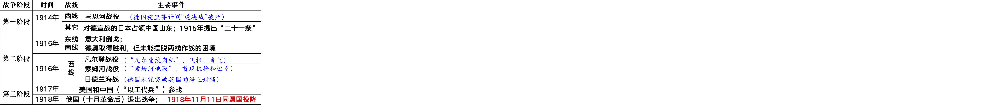 战争阶段 时间 战线 主要事件
第一阶段 1914年 西线 马恩河战役 (德国施里芬计划“速决战”破产)
其它 对德宣战的日本占领中国山东；1915年提出“二十一条”
第二阶段 1915年 东线 南线 意大利倒戈；
德奥取得胜利，但未能摆脱两线作战的困境
1916年 西线 凡尔登战役 (“凡尔登绞肉机”、飞机、毒气)
索姆河战役 (“索姆河地狱”、首现机枪和坦克)
日德兰海战 (德国未能突破英国的海上封锁)
第三阶段 1917年 美国和中国（“以工代兵”）参战
1918年 俄国（十月革命后）退出战争； 1918年11月11日同盟国投降